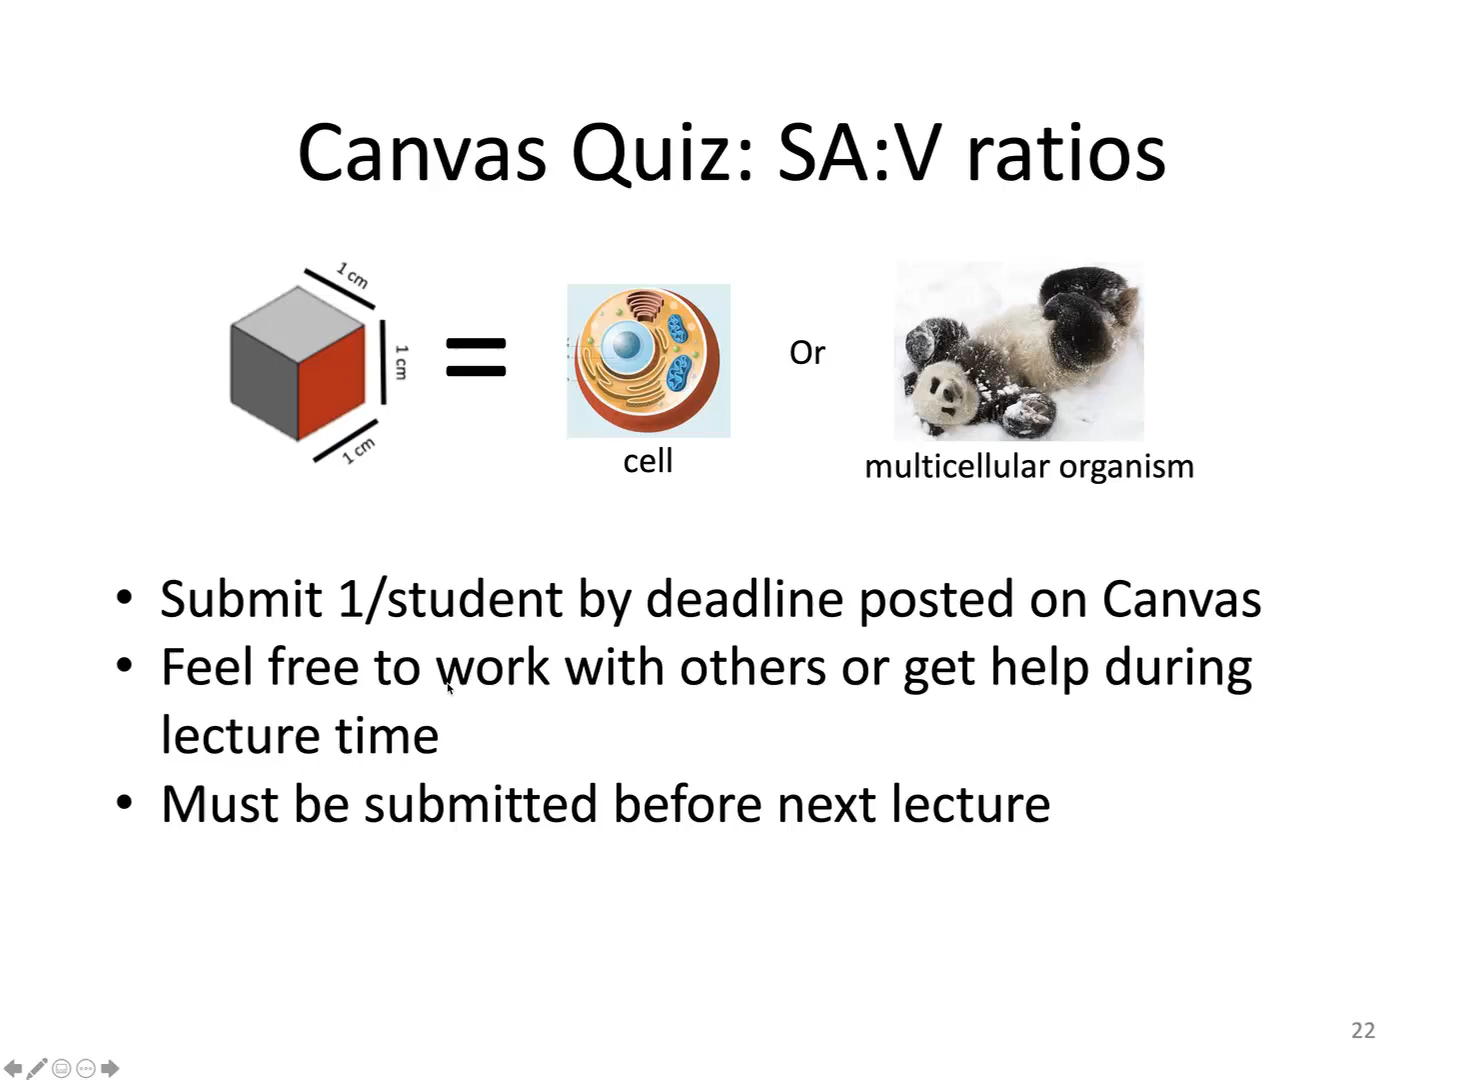 Canvas Quiz: SA:V ratios
1 cm
1 cm
1 cm
=
Or
cell
multicellular organism
• Submit 1/student by deadline posted on Canvas
• Feel free to work with others or get help during
lecture time
• Must be submitted before next lecture
22